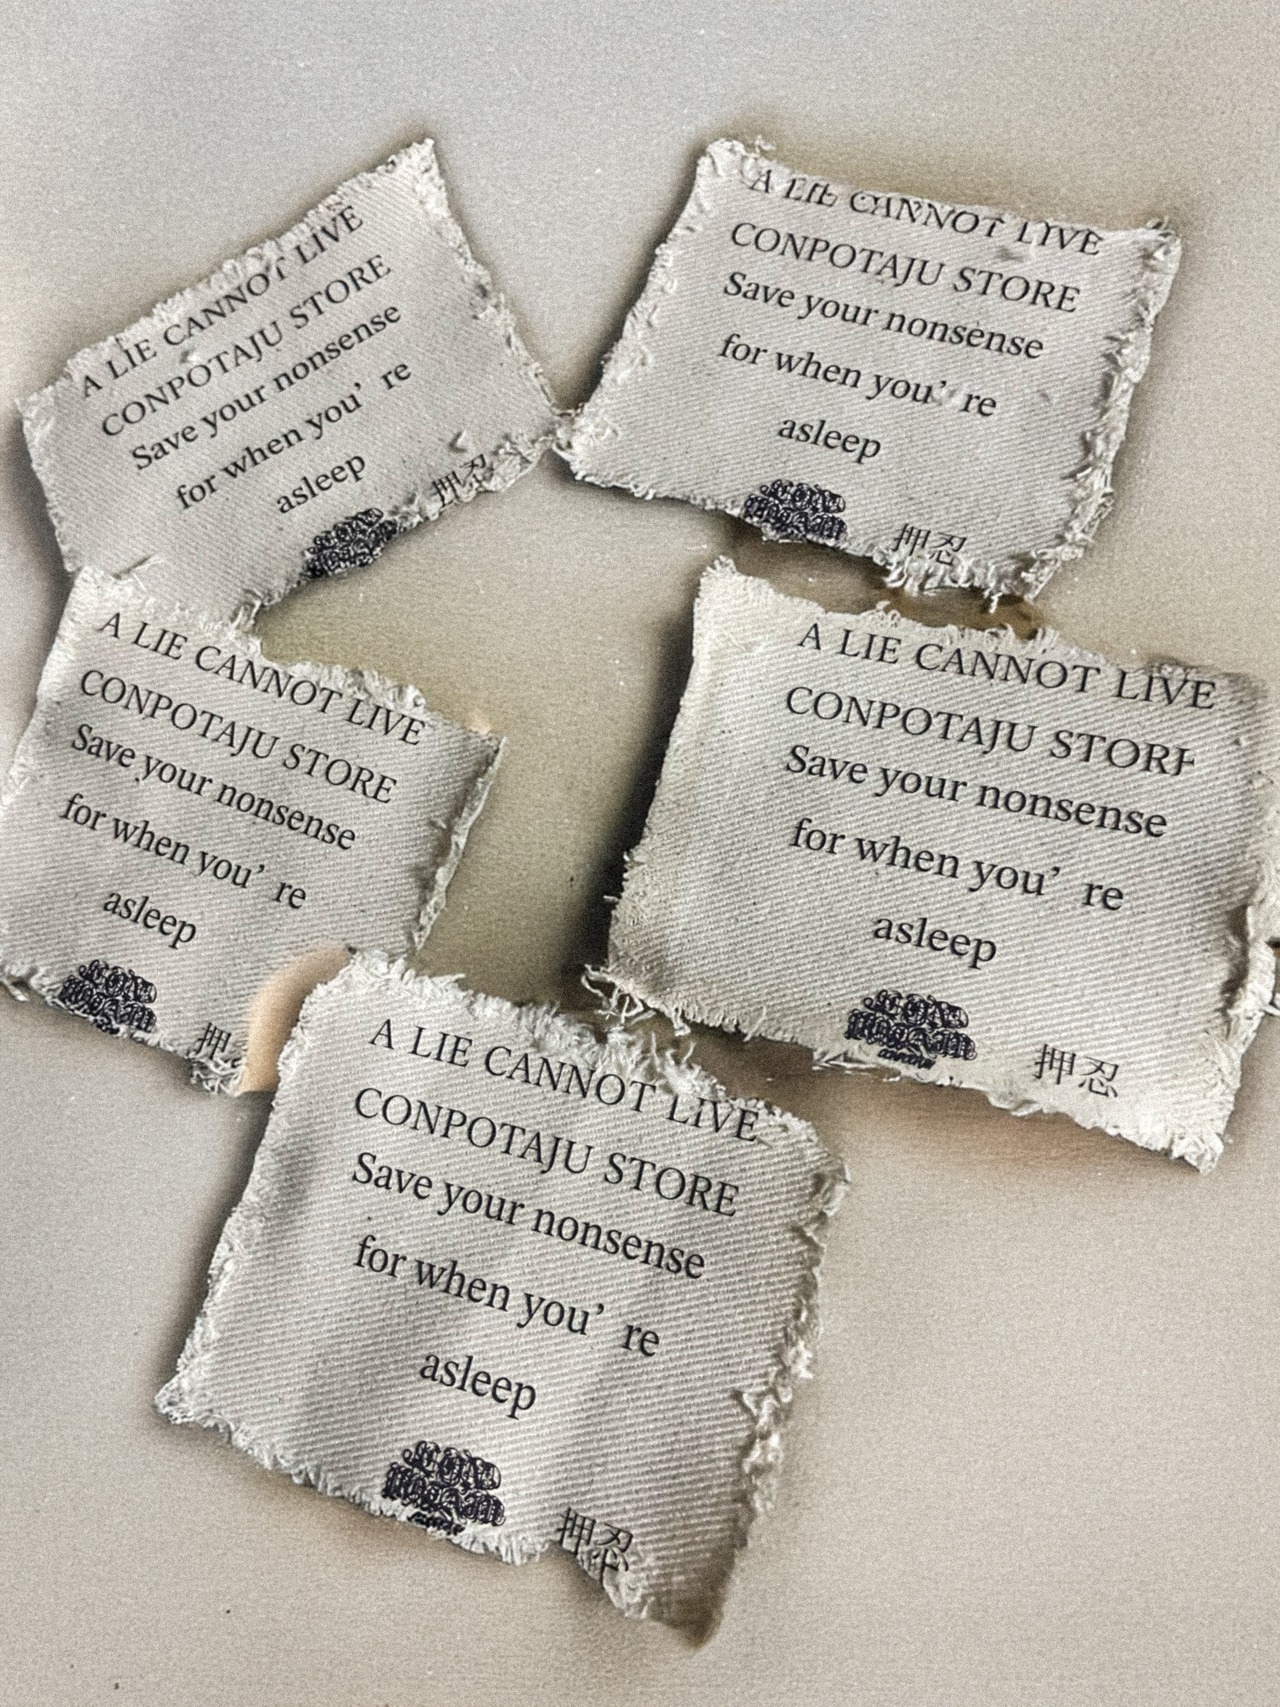 A LIE CANNOT LIVE
CONPOTAJU STORE
Save your nonsense
for when you’ re
asleep
押忍
A LIE CANNOT LIVE
CONPOTAJU STORE
Save your nonsense
for when you’ re
asleep
押忍
A LIE CANNOT LIVE
CONPOTAJU STORE
Save your nonsense
for when you’ re
asleep
押
A LIE CANNOT LIVE
CONPOTAJU STORE
Save your nonsense
for when you’ re
asleep
押忍
A LIE CANNOT LIVE
CONPOTAJU STORE
Save your nonsense
for when you’ re
asleep
押忍